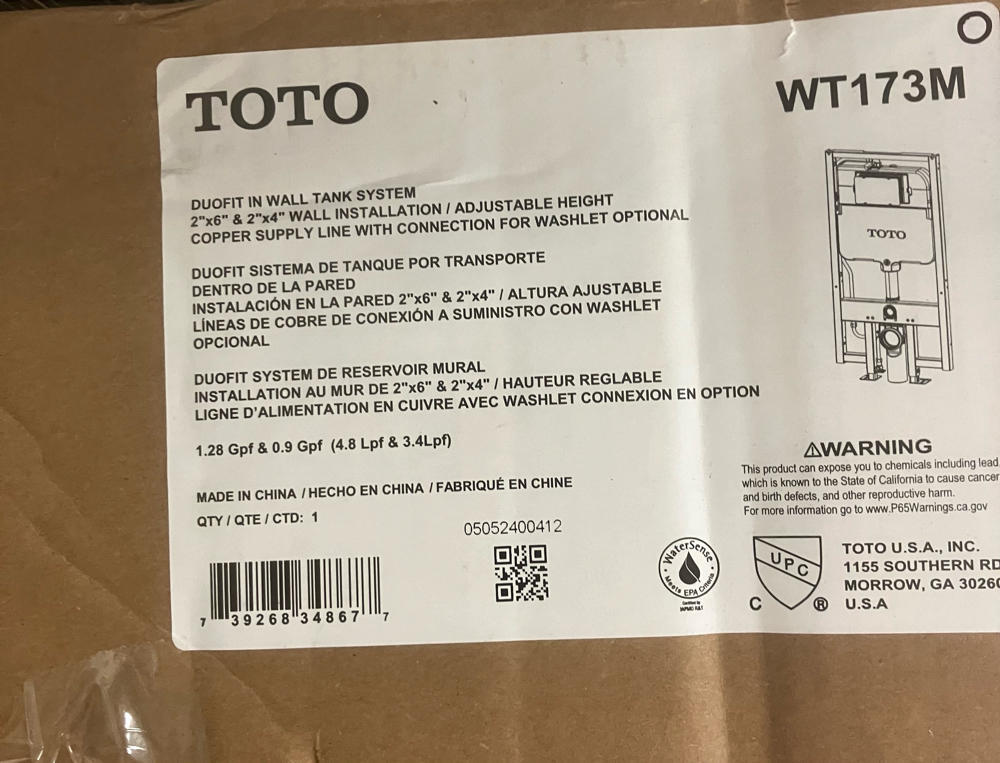 TOTO
WT173M
DUOFIT IN WALL TANK SYSTEM
2"x6" & 2"x4" WALL INSTALLATION / ADJUSTABLE HEIGHT
COPPER SUPPLY LINE WITH CONNECTION FOR WASHLET OPTIONAL
DUOFIT SISTEMA DE TANQUE POR TRANSPORTE
DENTRO DE LA PARED
INSTALACIÓN EN LA PARED 2"x6" & 2"x4" / ALTURA AJUSTABLE
LÍNEAS DE COBRE DE CONEXIÓN A SUMINISTRO CON WASHLET
OPCIONAL
DUOFIT SYSTEM DE RESERVOIR MURAL
INSTALLATION AU MUR DE 2"x6" & 2"x4" / HAUTEUR REGLABLE
LIGNE D'ALIMENTATION EN CUIVRE AVEC WASHLET CONNEXION EN OPTION
1.28 Gpf & 0.9 Gpf (4.8 Lpf & 3.4Lpf)
MADE IN CHINA / HECHO EN CHINA / FABRIQUÉ EN CHINE
QTY / QTE / CTD: 1
05052400412
7 39268 34867 7
TOTO
⚠WARNING
This product can expose you to chemicals including lead,
which is known to the State of California to cause cancer
and birth defects, and other reproductive harm.
For more information go to www.P65Warnings.ca.gov
WaterSense
Meets EPA Criteria
Certified by
IAPMO R&T
UPC
C ®
TOTO U.S.A., INC.
1155 SOUTHERN RD
MORROW, GA 30260
U.S.A